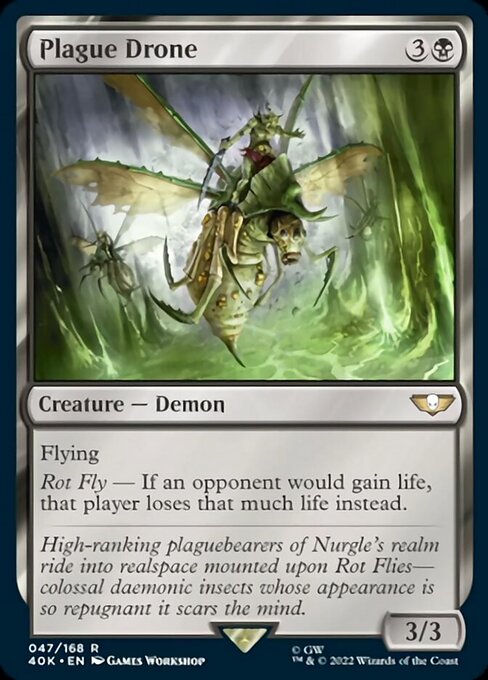 Plague Drone 3
Creature — Demon
Flying
Rot Fly — If an opponent would gain life,
that player loses that much life instead.
High-ranking plaguebearers of Nurgle's realm
ride into realspace mounted upon Rot Flies—
colossal daemonic insects whose appearance is
so repugnant it scars the mind.
3/3
047/168 R
40K • EN Games Workshop
© GW
™ & © 2022 Wizards of the Coast